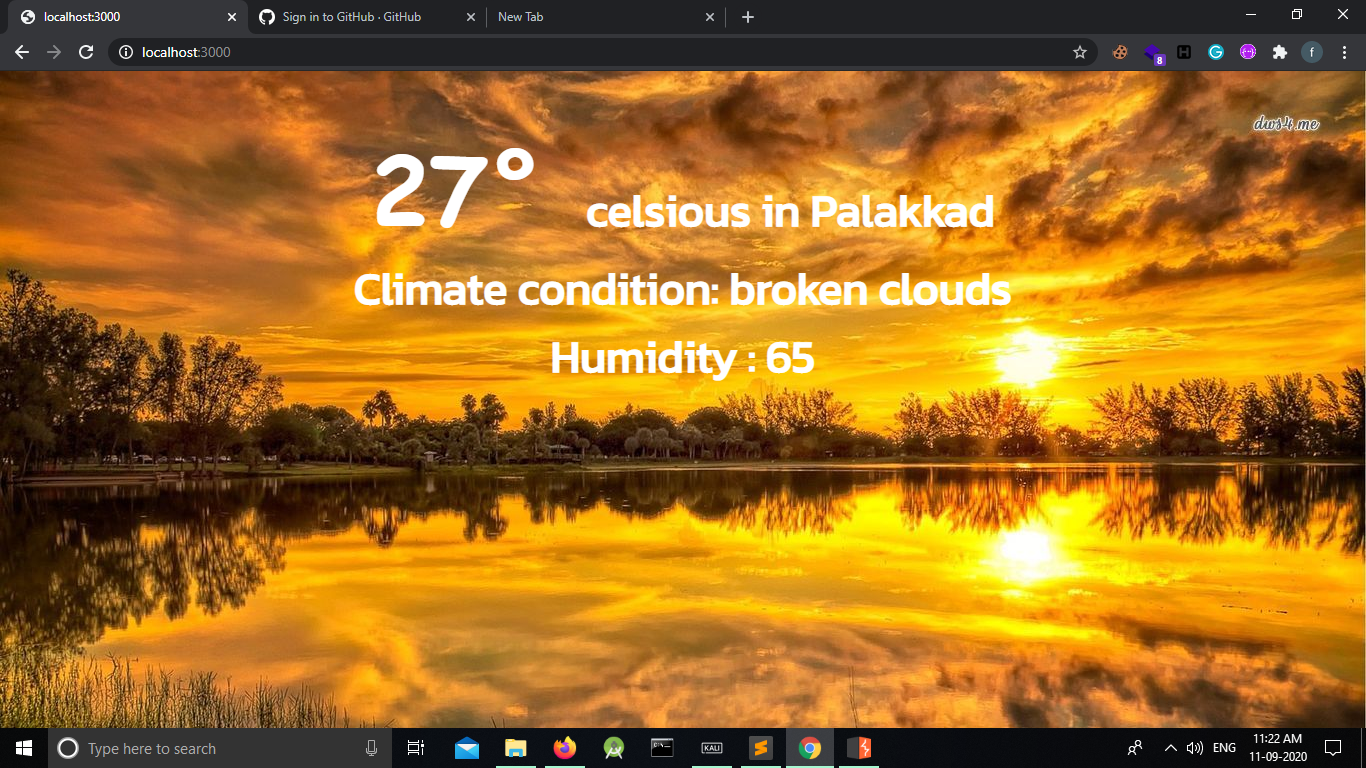 localhost:3000
Sign in to GitHub · GitHub
New Tab
localhost:3000
8
f
dws4.me
27° celsious in Palakkad
Climate condition: broken clouds
Humidity : 65
Type here to search
KALI
ENG
11:22 AM
11-09-2020